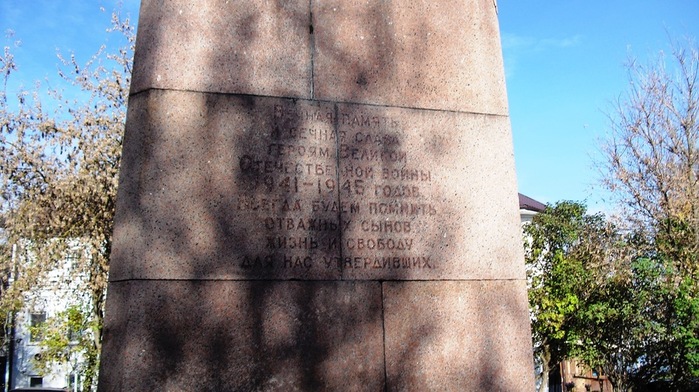 Вечная память
и вечная слава
героям Великой
Отечественной войны
1941–1945 годов.
Всегда будем помнить
отважных сынов
жизнь и свободу
для нас утвердивших.